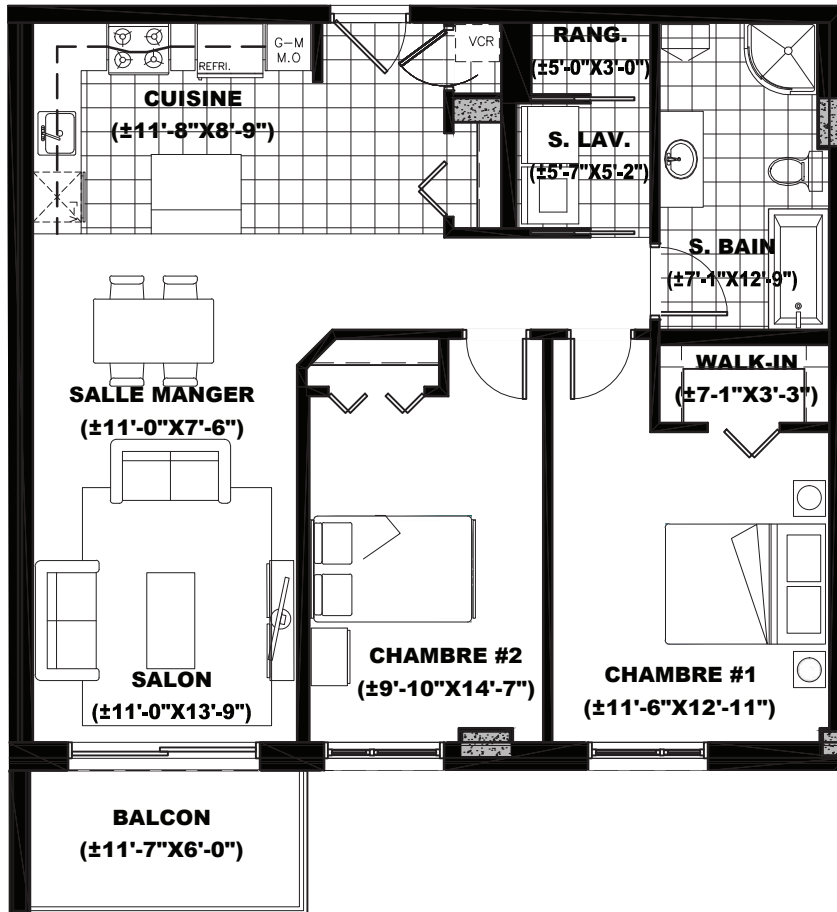 G-M
M.O
REFRI.
VCR
CUISINE
(±11'-8"X8'-9")
RANG.
(±5'-0"X3'-0")
S. LAV.
(±5'-7"X5'-2")
S. BAIN
(±7'-1"X12'-9")
WALK-IN
(±7-1"X3'-3")
SALLE MANGER
(±11'-0"X7'-6")
SALON
(±11'-0"X13'-9")
CHAMBRE #2
(±9'-10"X14'-7")
CHAMBRE #1
(±11'-6"X12'-11")
BALCON
(±11'-7"X6'-0")